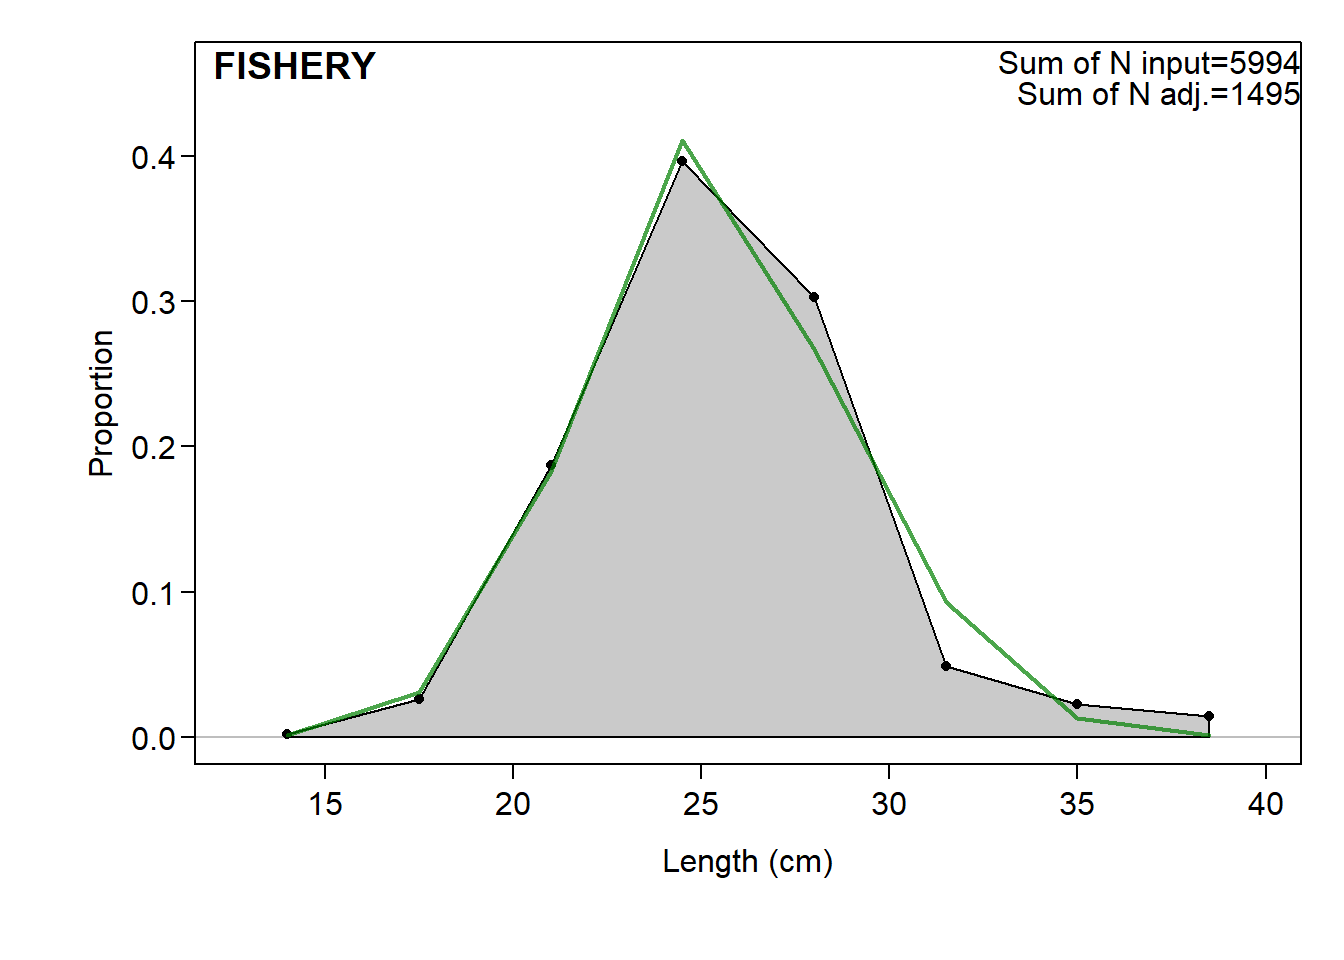 FISHERY
Sum of N input=5994
Sum of N adj.=1495
Proportion
0.4
0.3
0.2
0.1
0.0
15 20 25 30 35 40
Length (cm)